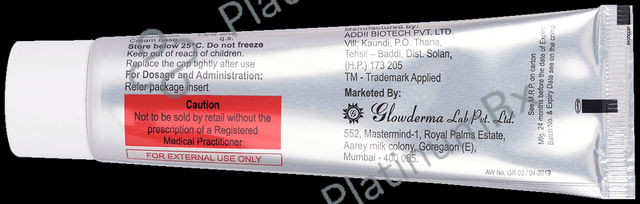 Cream base q.s.
Store below 25°C. Do not freeze
Keep out of reach of children.
Replace the cap tightly after use
For Dosage and Administration:
Refer package insert
Caution
Not to be sold by retail without the
prescription of a Registered
Medical Practitioner.
FOR EXTERNAL USE ONLY
Manufactured by:
ADDII BIOTECH PVT. LTD.
Vill: Kaundi, P.O. Thana,
Tehsil - Baddi, Dist. Solan,
(H.P.) 173 205
TM - Trademark Applied
Marketed By:
Glowderma Lab Pvt. Ltd.
552, Mastermind-1, Royal Palms Estate,
Aarey milk colony, Goregaon (E),
Mumbai - 400 065.
AW No. GR 03 / 04-2019
See M.R.P. on carton
Mfg. 24 months before the date of Expiry
Batch No. & Expiry Date see on the crimp